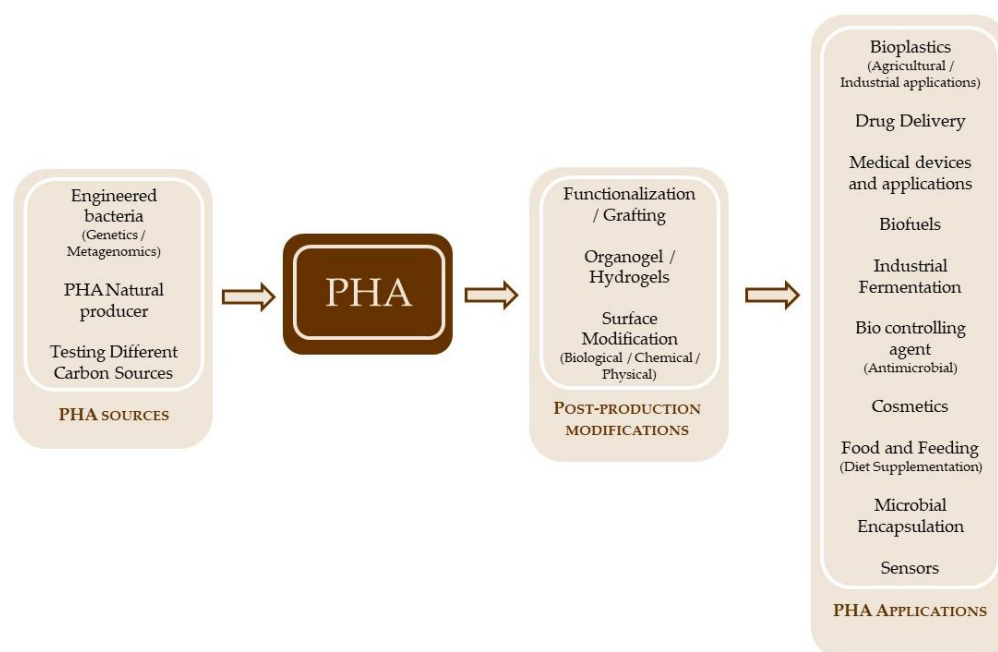 Engineered
bacteria
(Genetics /
Metagenomics)
PHA Natural
producer
Testing Different
Carbon Sources
PHA SOURCES
PHA
Functionalization
/ Grafting
Organogel /
Hydrogels
Surface
Modification
(Biological / Chemical /
Physical)
POST-PRODUCTION
MODIFICATIONS
Bioplastics
(Agricultural /
Industrial applications)
Drug Delivery
Medical devices
and applications
Biofuels
Industrial
Fermentation
Bio controlling
agent
(Antimicrobial)
Cosmetics
Food and Feeding
(Diet Supplementation)
Microbial
Encapsulation
Sensors
PHA APPLICATIONS